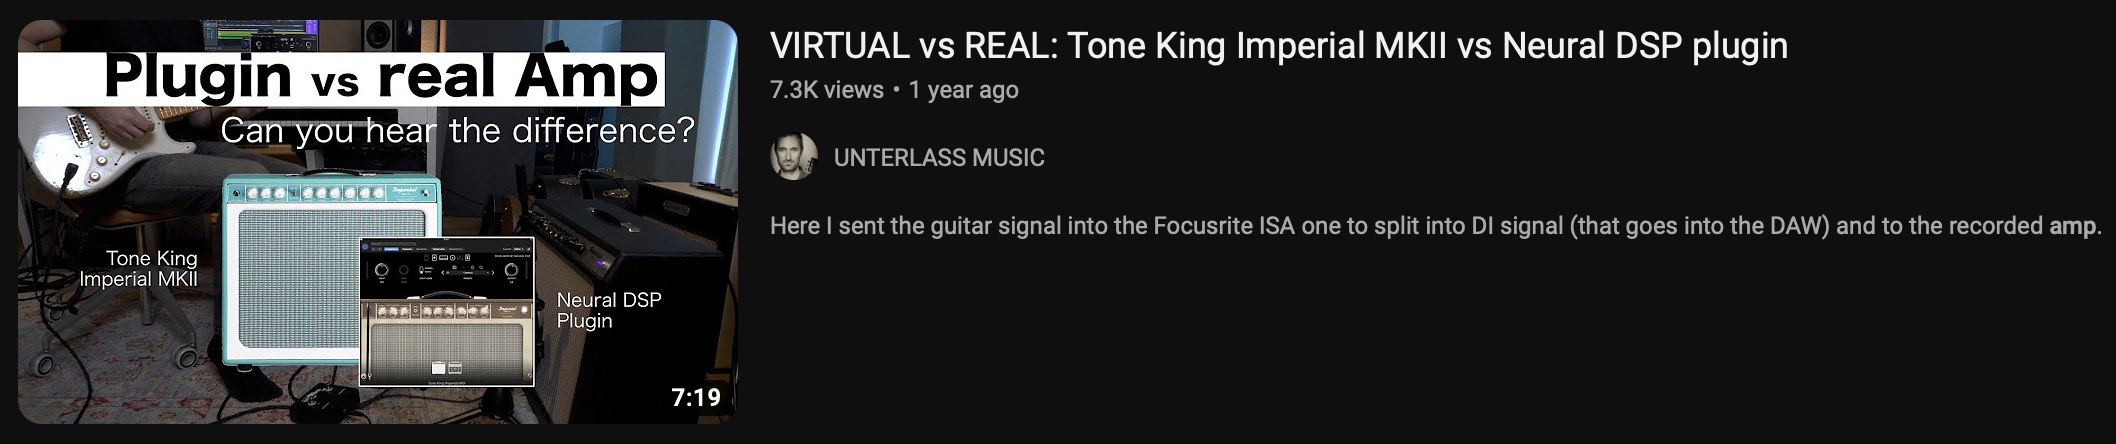 Plugin vs real Amp
Can you hear the difference?
Imperial
Tone King
Imperial MKII
Imperial
Neural DSP
Plugin
7:19
VIRTUAL vs REAL: Tone King Imperial MKII vs Neural DSP plugin
7.3K views • 1 year ago
UNTERLASS MUSIC
Here I sent the guitar signal into the Focusrite ISA one to split into DI signal (that goes into the DAW) and to the recorded amp.